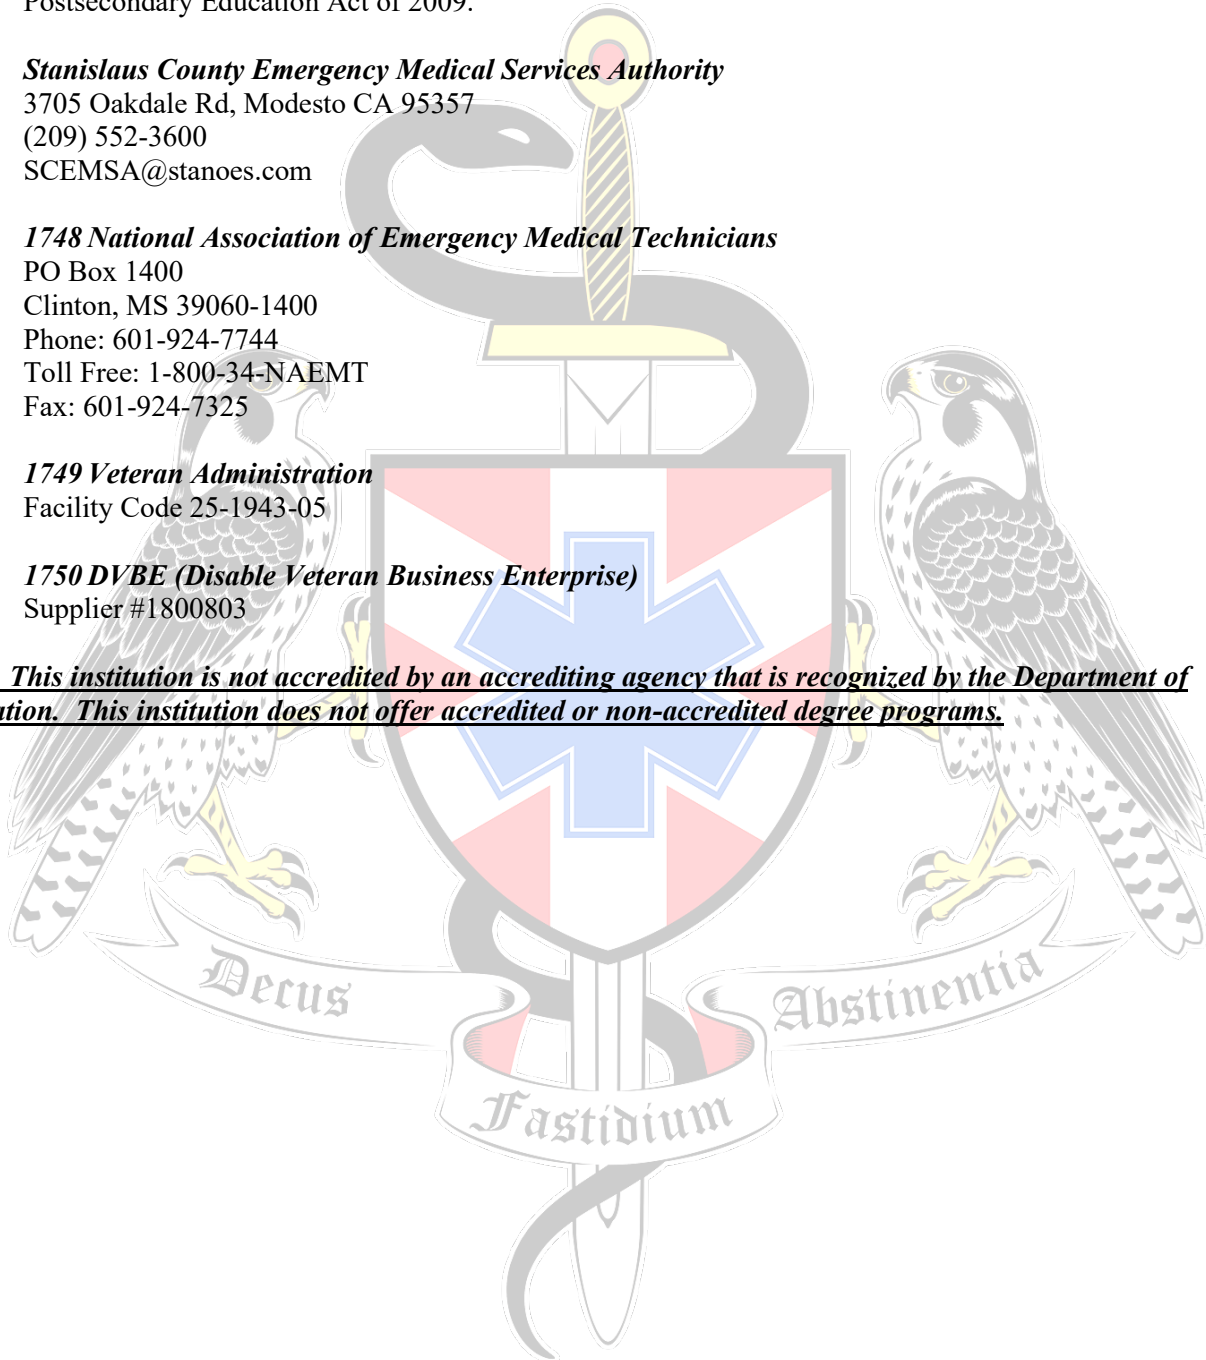 Postsecondary Education Act of 2009.
Stanislaus County Emergency Medical Services Authority
3705 Oakdale Rd, Modesto CA 95357
(209) 552-3600
SCEMSA@stanoes.com
1748 National Association of Emergency Medical Technicians
PO Box 1400
Clinton, MS 39060-1400
Phone: 601-924-7744
Toll Free: 1-800-34-NAEMT
Fax: 601-924-7325
1749 Veteran Administration
Facility Code 25-1943-05
1750 DVBE (Disable Veteran Business Enterprise)
Supplier #1800803
This institution is not accredited by an accrediting agency that is recognized by the Department of
ation. This institution does not offer accredited or non-accredited degree programs.
Decus
Abstinentia
Fastidium